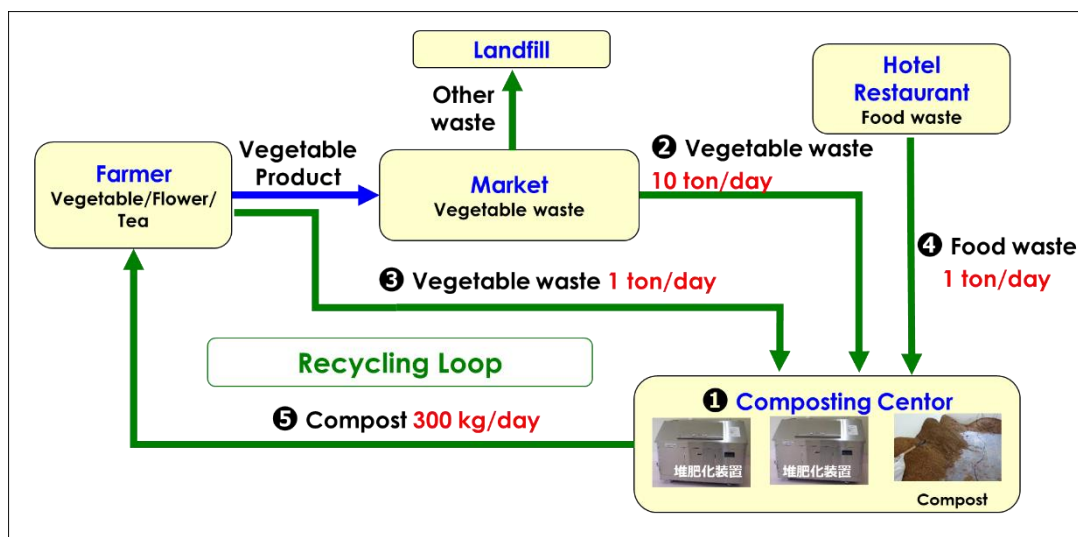 Landfill
Hotel
Restaurant
Food waste
Other
waste
Vegetable
Product
❷ Vegetable waste
10 ton/day
Farmer
Vegetable/Flower/
Tea
Market
Vegetable waste
❹ Food waste
1 ton/day
❸ Vegetable waste 1 ton/day
Recycling Loop
❶ Composting Centor
❺ Compost 300 kg/day
堆肥化装置
堆肥化装置
Compost